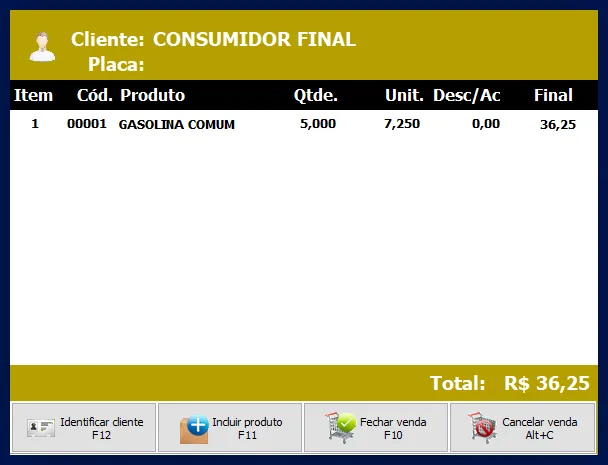 Cliente: CONSUMIDOR FINAL
Placa:
Item Cód. Produto Qtde. Unit. Desc/Ac Final
1 00001 GASOLINA COMUM 5,000 7,250 0,00 36,25
Total: R$ 36,25
Identificar cliente
F12
Incluir produto
F11
Fechar venda
F10
Cancelar venda
Alt+C